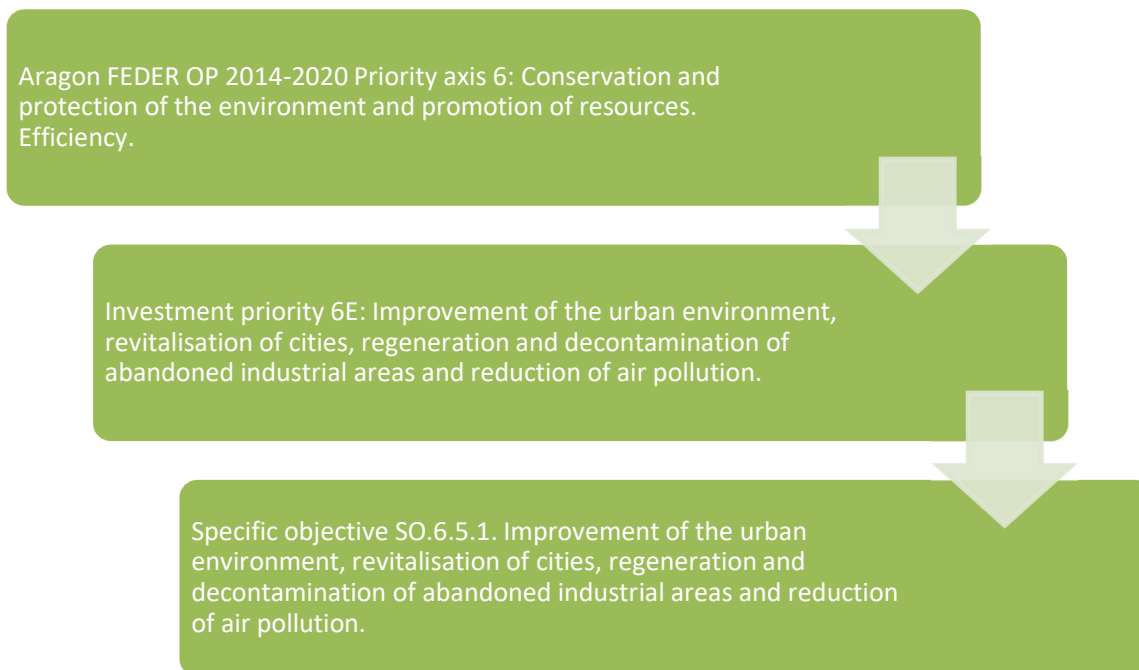 Aragon FEDER OP 2014-2020 Priority axis 6: Conservation and
protection of the environment and promotion of resources.
Efficiency.
Investment priority 6E: Improvement of the urban environment,
revitalisation of cities, regeneration and decontamination of
abandoned industrial areas and reduction of air pollution.
Specific objective SO.6.5.1. Improvement of the urban
environment, revitalisation of cities, regeneration and
decontamination of abandoned industrial areas and reduction
of air pollution.